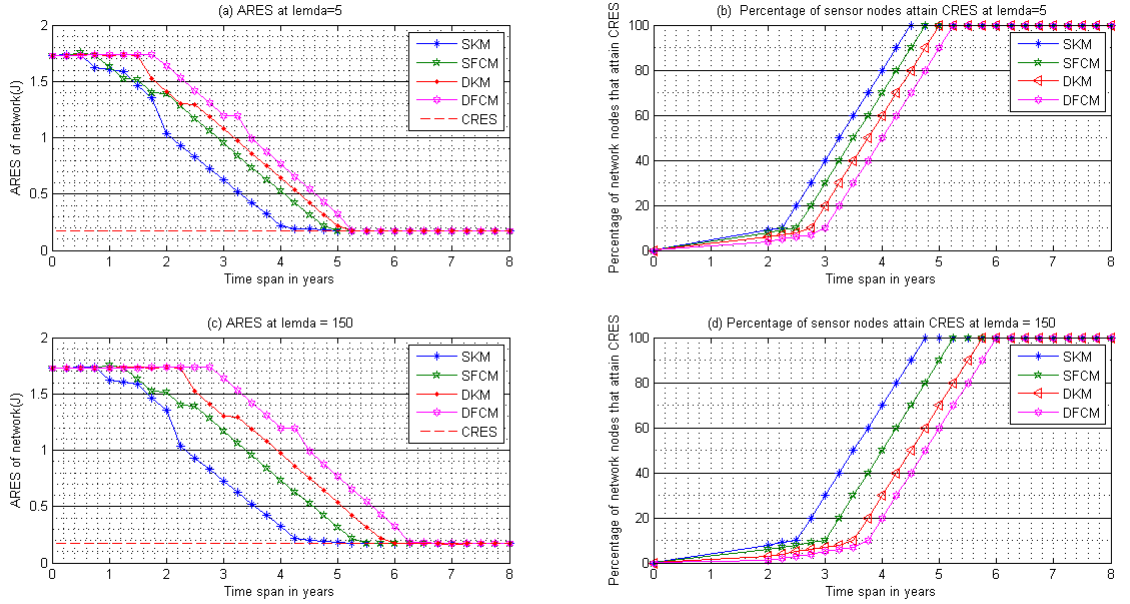 (a) ARES at lemda=5
ARES of network(J)
2
1.5
1
0.5
0
0 1 2 3 4 5 6 7 8
Time span in years
SKM
SFCM
DKM
DFCM
CRES
(b) Percentage of sensor nodes attain CRES at lemda=5
Percentage of network nodes that attain CRES
100
80
60
40
20
0
0 1 2 3 4 5 6 7 8
Time span in years
SKM
SFCM
DKM
DFCM
(c) ARES at lemda = 150
ARES of network(J)
2
1.5
1
0.5
0
0 1 2 3 4 5 6 7 8
Time span in years
SKM
SFCM
DKM
DFCM
CRES
(d) Percentage of sensor nodes attain CRES at lemda = 150
Percentage of network nodes that attain CRES
100
80
60
40
20
0
0 1 2 3 4 5 6 7 8
Time span in years
SKM
SFCM
DKM
DFCM